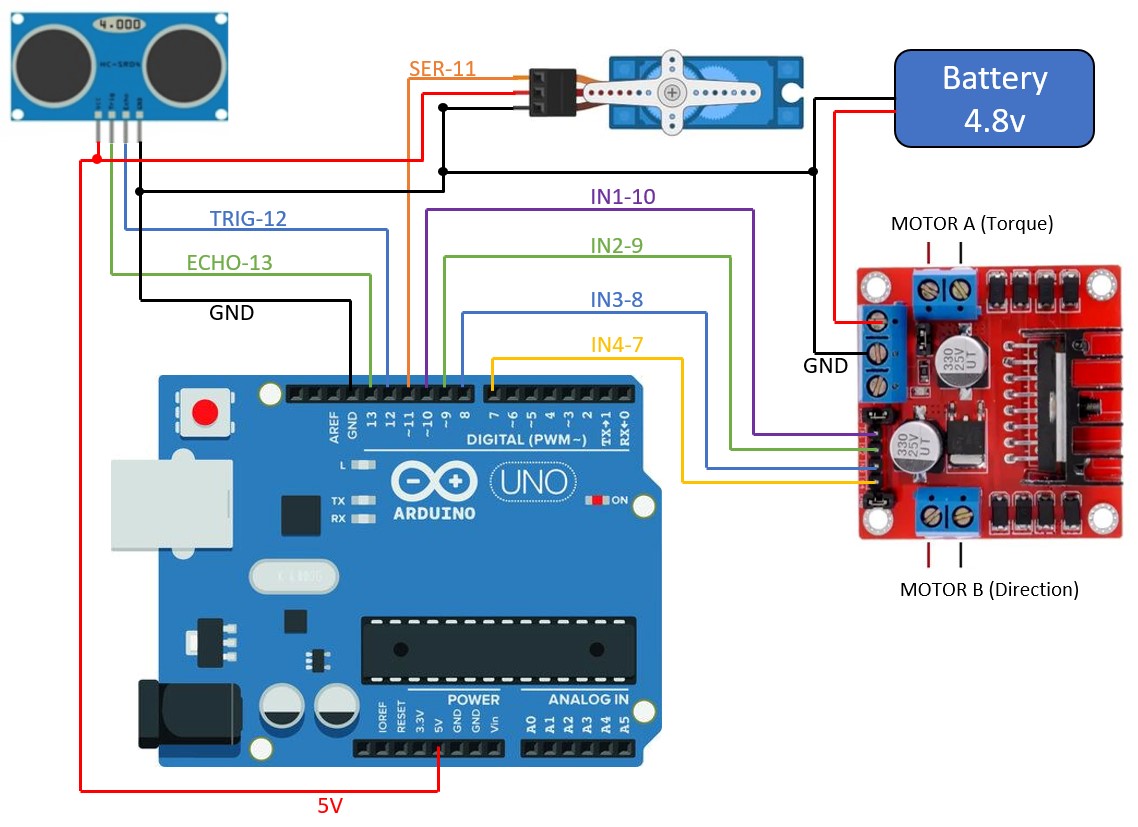 4.000
HC-SR04
Vcc
Trig
Echo
GND
SER-11
Battery
4.8v
IN1-10
TRIG-12
MOTOR A (Torque)
IN2-9
ECHO-13
IN3-8
GND
IN4-7
GND
330
25V
UT
330
25V
UT
AREF
GND
13
12
~11
~10
~9
8
7
~6
~5
4
~3
2
TX→1
RX←0
DIGITAL (PWM~)
L
TX
RX
UNO
ON
ARDUINO
MOTOR B (Direction)
POWER
ANALOG IN
IOREF
RESET
3.3V
5V
GND
GND
Vin
A0
A1
A2
A3
A4
A5
5V